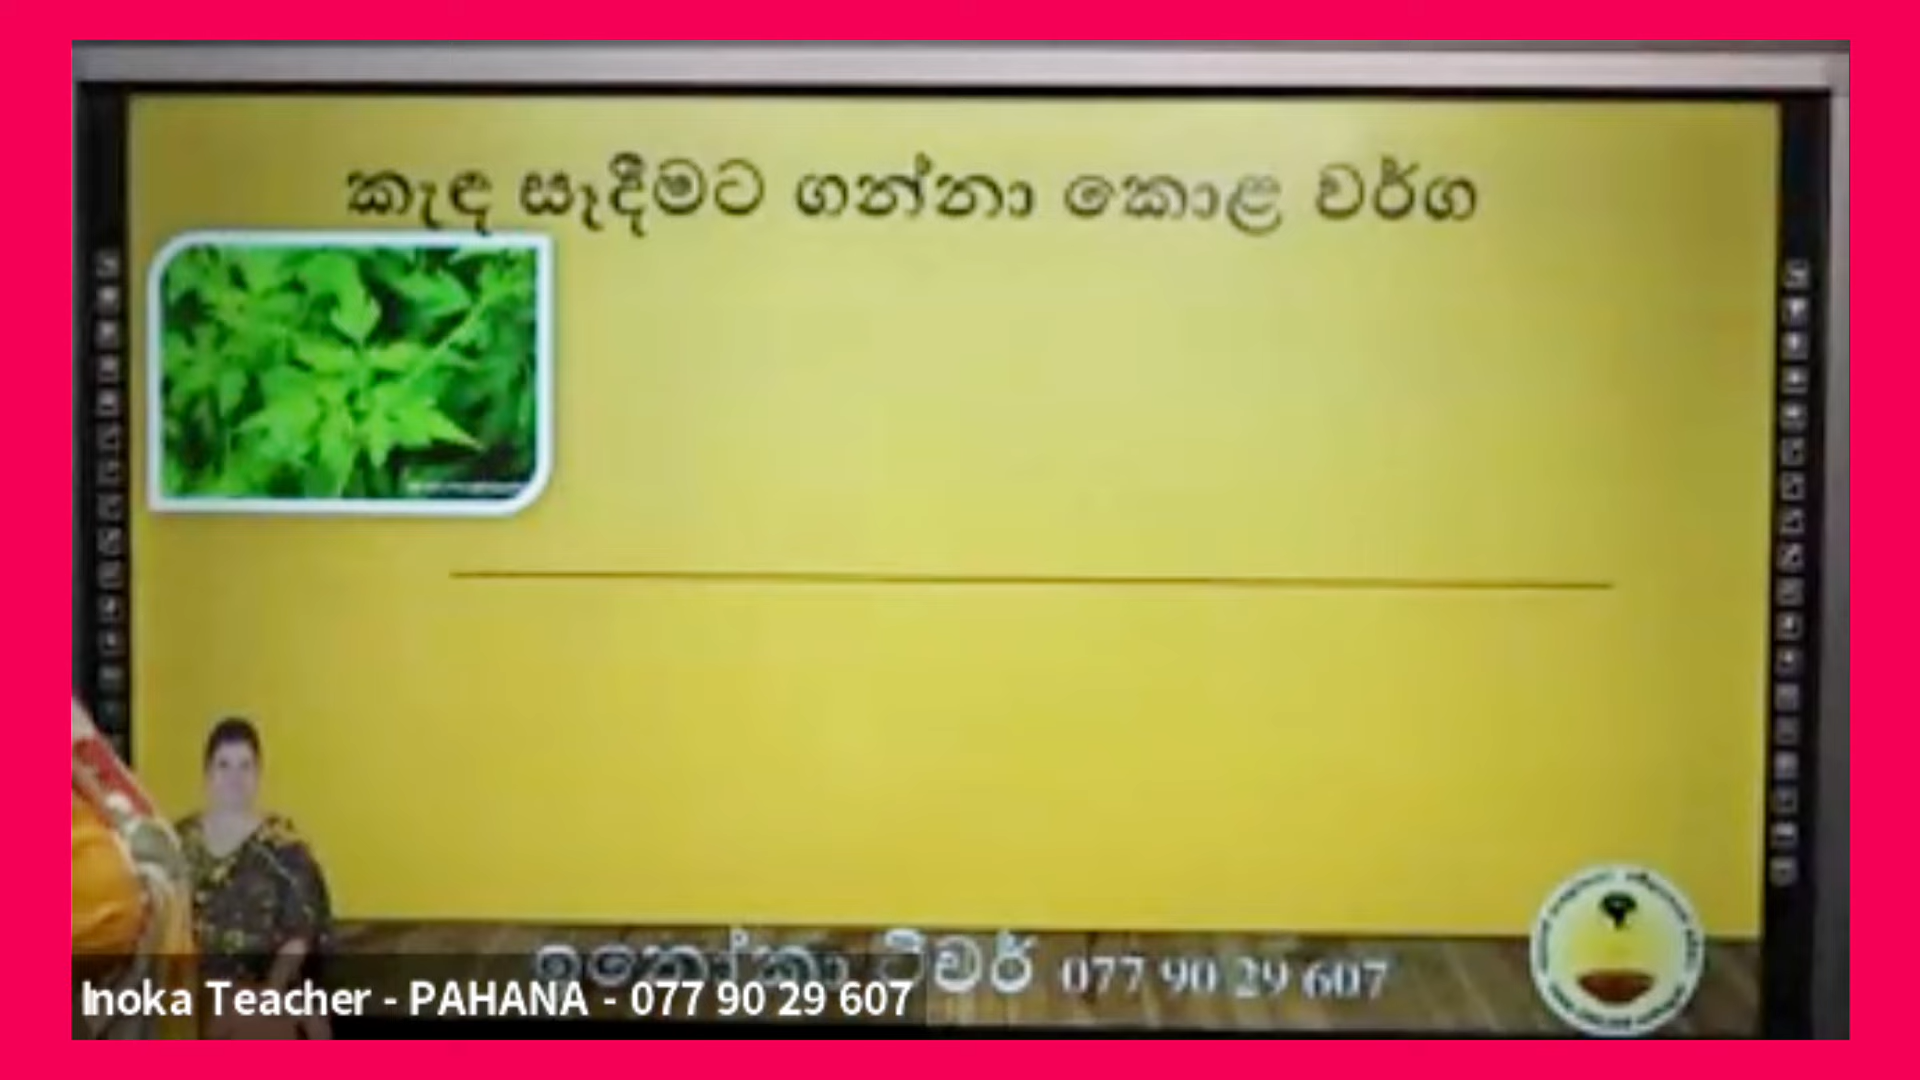 කැඳ සෑදීමට ගන්නා කොළ වර්ග
ඉනෝකා ටීචර් 077 90 29 607
Inoka Teacher - PAHANA - 077 90 29 607